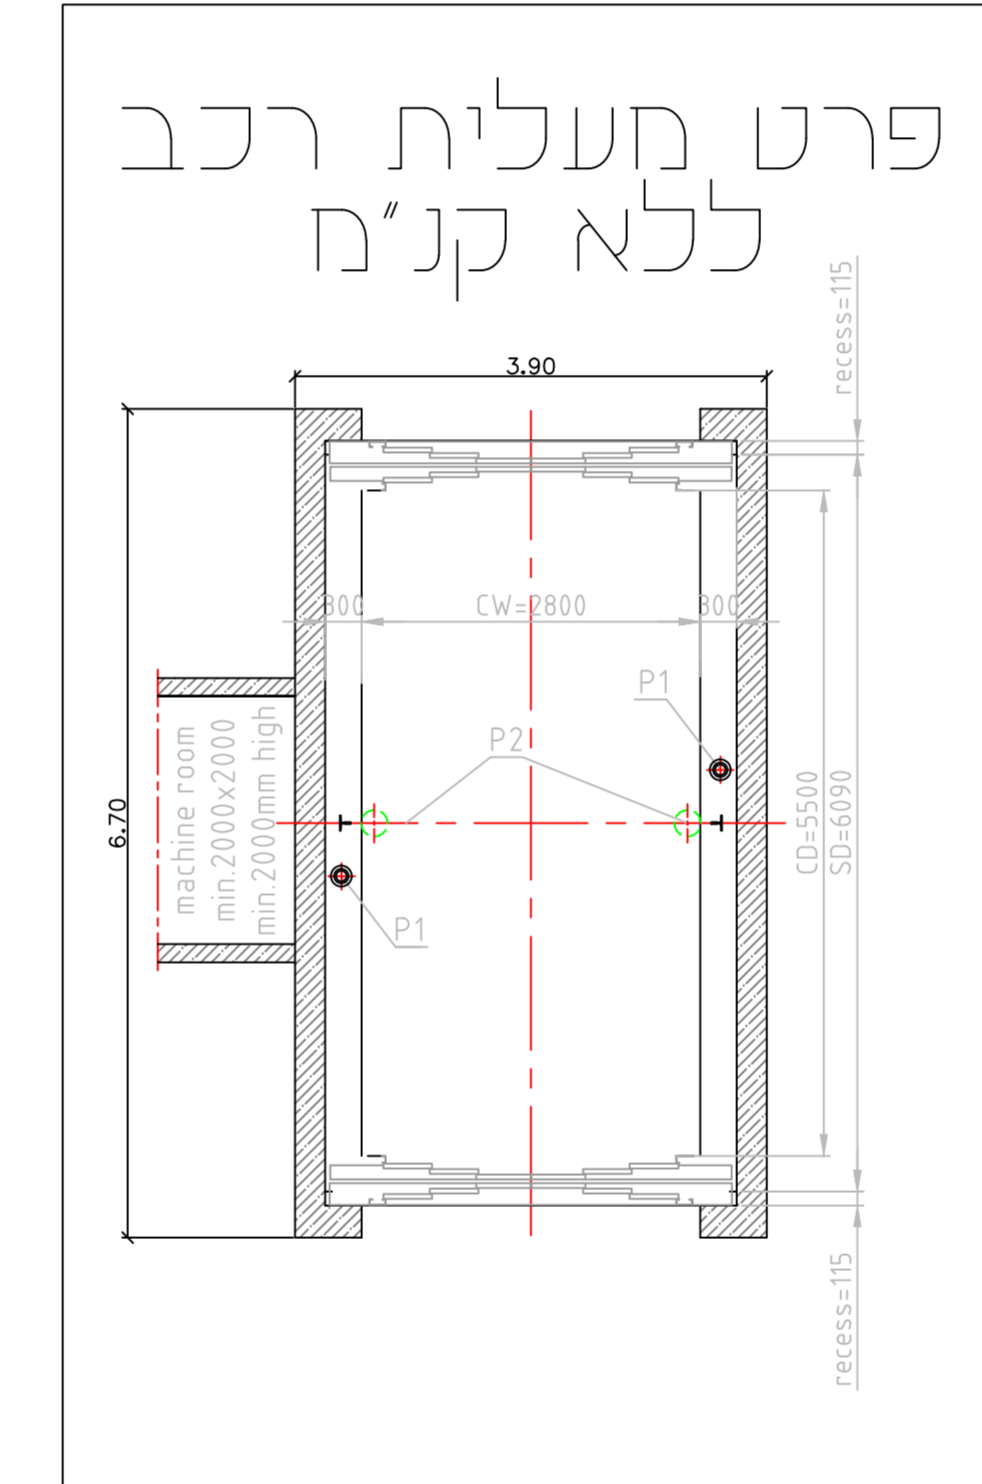 פרט מעלית רכב
ללא קנ"מ
recess=115
3.90
300
CW=2800
300
P1
P2
machine room
min.2000x2000
min.2000mm high
6.70
CD=5500
SD=6090
P1
recess=115